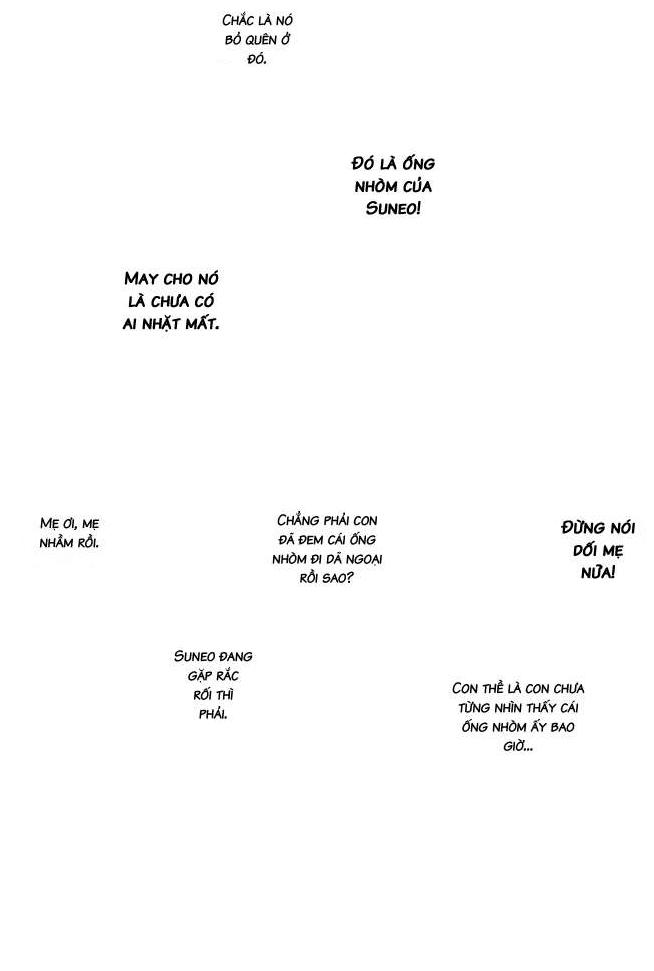 CHẮC LÀ NÓ
BỎ QUÊN Ở
ĐÓ.
ĐÓ LÀ ỐNG
NHÒM CỦA
SUNEO!
MAY CHO NÓ
LÀ CHƯA CÓ
AI NHẶT MẤT.
MẸ ƠI, MẸ
NHẦM RỒI.
CHẲNG PHẢI CON
ĐÃ ĐEM CÁI ỐNG
NHÒM ĐI DÃ NGOẠI
RỒI SAO?
ĐỪNG NÓI
DỐI MẸ
NỮA!
SUNEO ĐANG
GẶP RẮC
RỐI THÌ
PHẢI.
CON THỀ LÀ CON CHƯA
TỪNG NHÌN THẤY CÁI
ỐNG NHÒM ẤY BAO
GIỜ...